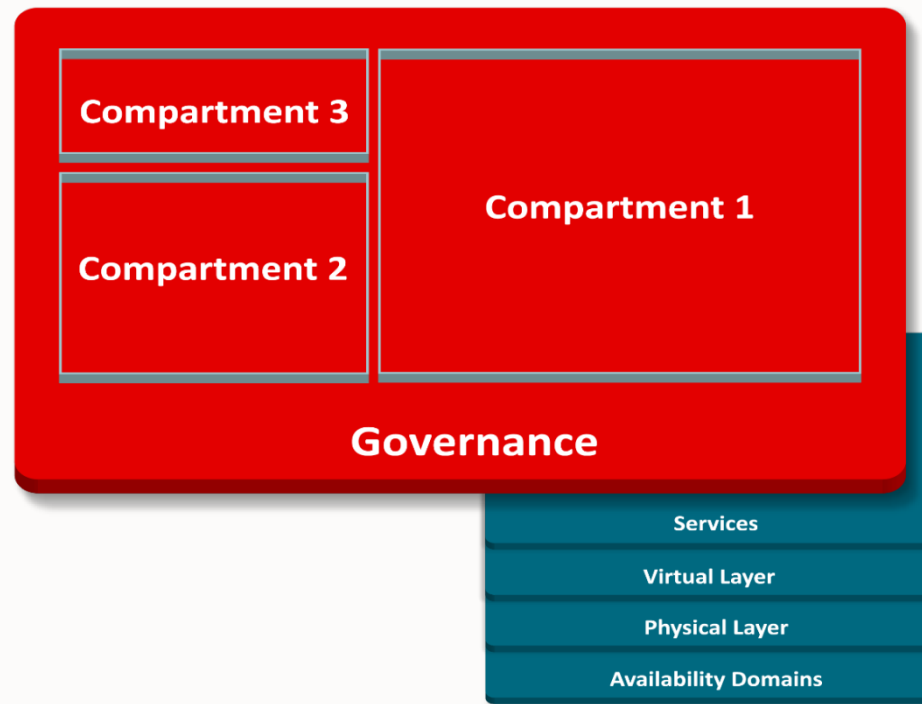 Compartment 3
Compartment 2
Compartment 1
Governance
Services
Virtual Layer
Physical Layer
Availability Domains